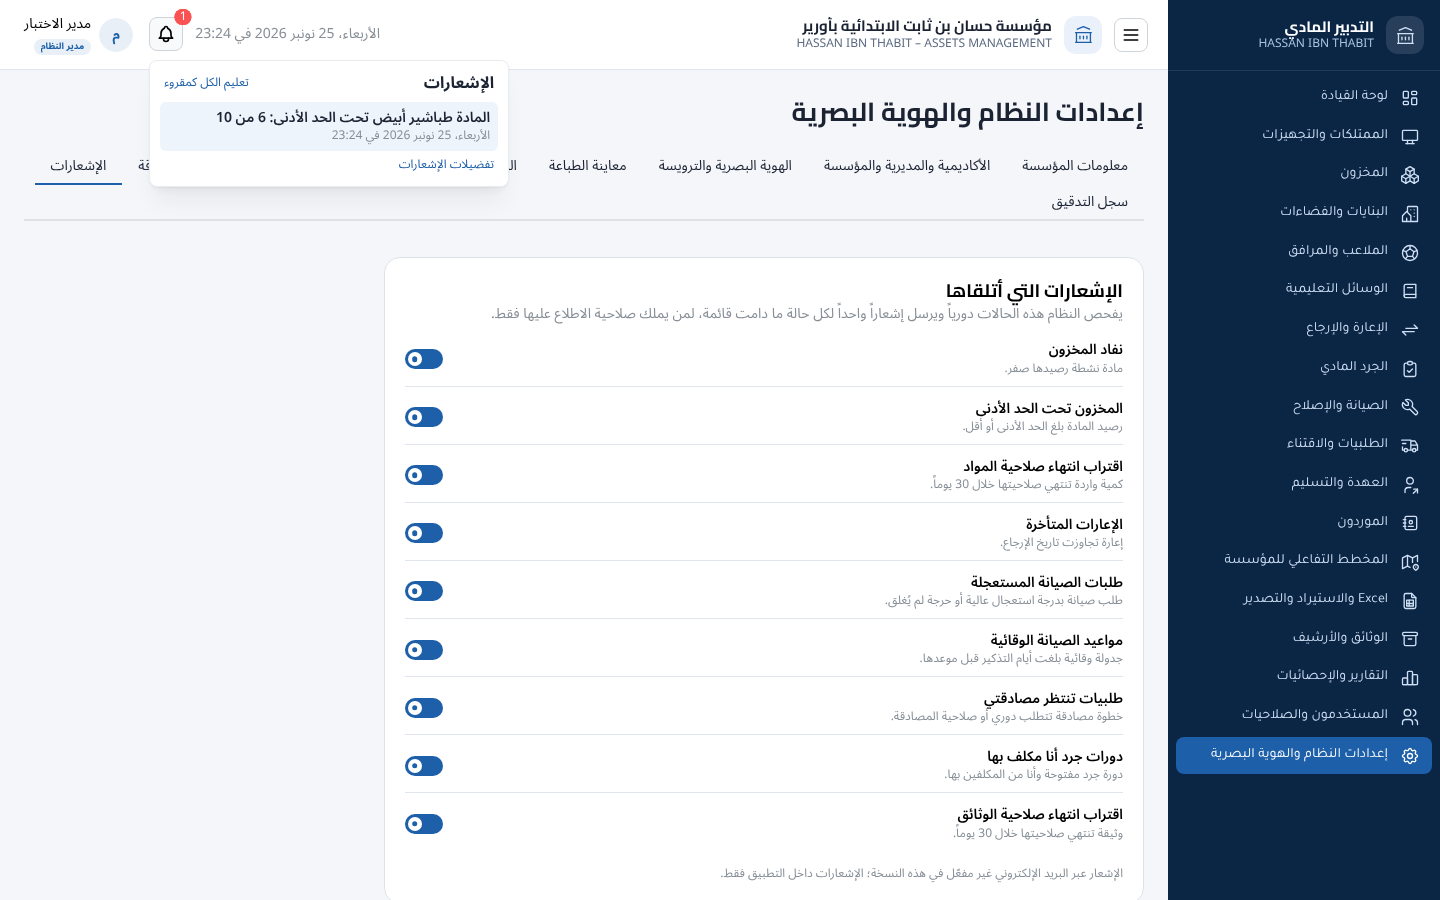 التدبير المادي
HASSAN IBN THABIT
لوحة القيادة
الممتلكات والتجهيزات
المخزون
البنايات والفضاءات
الملاعب والمرافق
الوسائل التعليمية
الإعارة والإرجاع
الجرد المادي
الصيانة والإصلاح
الطلبيات والاقتناء
العهدة والتسليم
الموردون
المخطط التفاعلي للمؤسسة
Excel والاستيراد والتصدير
الوثائق والأرشيف
التقارير والإحصائيات
المستخدمون والصلاحيات
إعدادات النظام والهوية البصرية
مؤسسة حسان بن ثابت الابتدائية بأورير
HASSAN IBN THABIT – ASSETS MANAGEMENT
الأربعاء، 25 نونبر 2026 في 23:24
1
م
مدير الاختبار
مدير النظام
الإشعارات
تعليم الكل كمقروء
المادة طباشير أبيض تحت الحد الأدنى: 6 من 10
الأربعاء، 25 نونبر 2026 في 23:24
تفضيلات الإشعارات
إعدادات النظام والهوية البصرية
معلومات المؤسسة
الأكاديمية والمديرية والمؤسسة
الهوية البصرية والترويسة
معاينة الطباعة
الإشعارات
سجل التدقيق
الإشعارات التي أتلقاها
يفحص النظام هذه الحالات دورياً ويرسل إشعاراً واحداً لكل حالة ما دامت قائمة، لمن يملك صلاحية الاطلاع عليها فقط.
نفاد المخزون
مادة نشطة رصيدها صفر.
المخزون تحت الحد الأدنى
رصيد المادة بلغ الحد الأدنى أو أقل.
اقتراب انتهاء صلاحية المواد
كمية واردة تنتهي صلاحيتها خلال 30 يوماً.
الإعارات المتأخرة
إعارة تجاوزت تاريخ الإرجاع.
طلبات الصيانة المستعجلة
طلب صيانة بدرجة استعجال عالية أو حرجة لم يُغلق.
مواعيد الصيانة الوقائية
جدولة وقائية بلغت أيام التذكير قبل موعدها.
طلبيات تنتظر مصادقتي
خطوة مصادقة تتطلب دوري أو صلاحية المصادقة.
دورات جرد أنا مكلف بها
دورة جرد مفتوحة وأنا من المكلفين بها.
اقتراب انتهاء صلاحية الوثائق
وثيقة تنتهي صلاحيتها خلال 30 يوماً.
الإشعار عبر البريد الإلكتروني غير مفعّل في هذه النسخة؛ الإشعارات داخل التطبيق فقط.